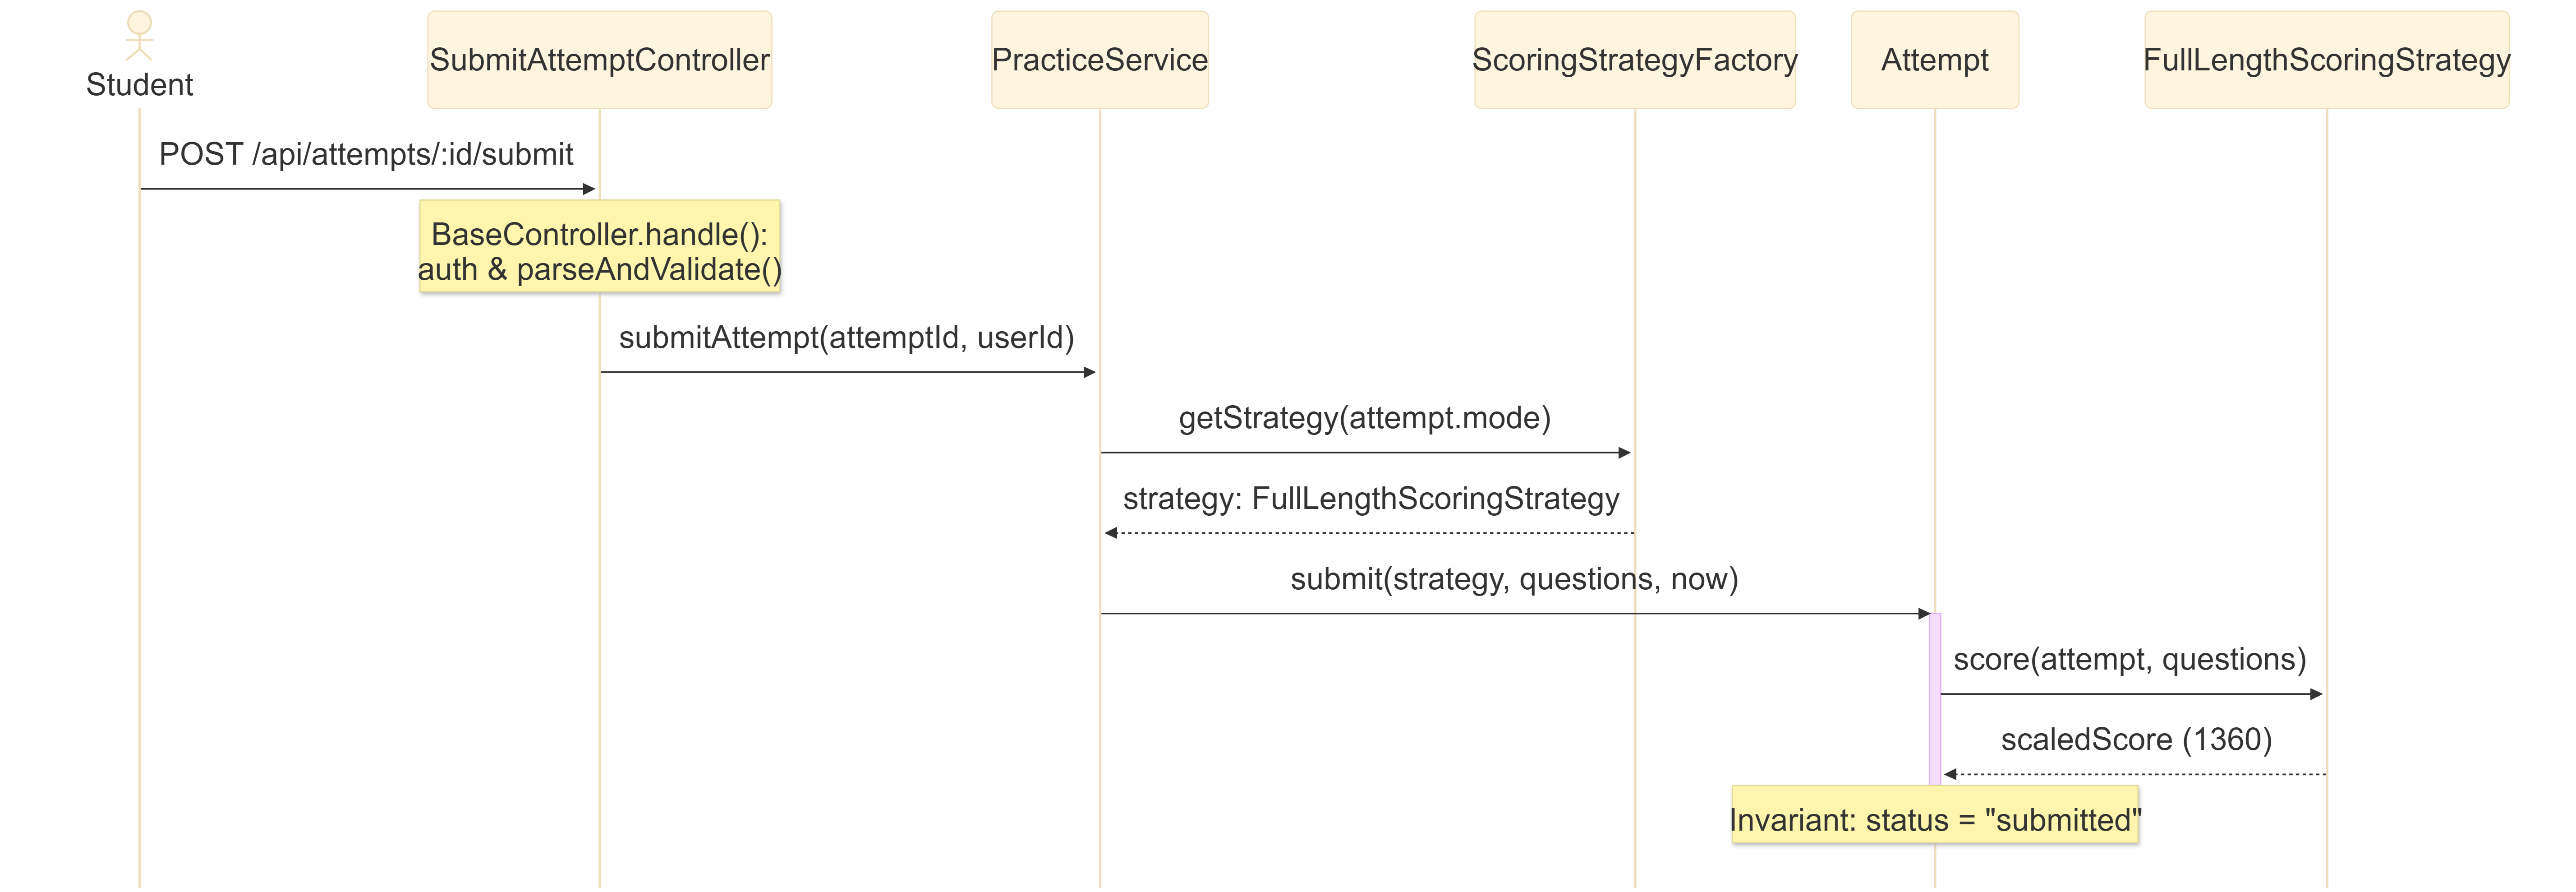 Student
SubmitAttemptController
PracticeService
ScoringStrategyFactory
Attempt
FullLengthScoringStrategy
POST /api/attempts/:id/submit
BaseController.handle():
auth & parseAndValidate()
submitAttempt(attemptId, userId)
getStrategy(attempt.mode)
strategy: FullLengthScoringStrategy
submit(strategy, questions, now)
score(attempt, questions)
scaledScore (1360)
Invariant: status = "submitted"